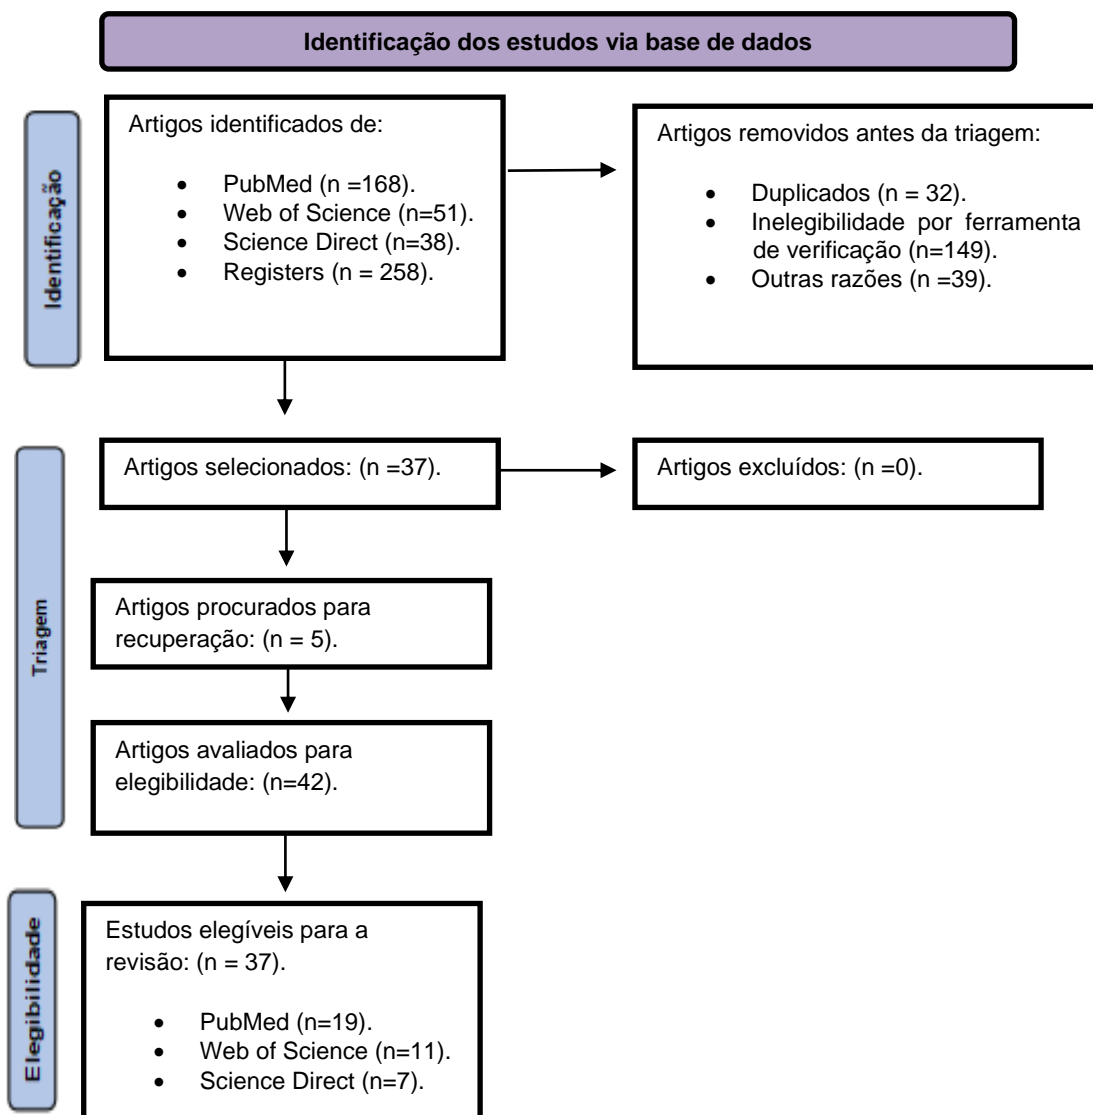 Identificação dos estudos via base de dados
Identificação
Artigos identificados de:
• PubMed (n =168).
• Web of Science (n=51).
• Science Direct (n=38).
• Registers (n = 258).
Artigos removidos antes da triagem:
• Duplicados (n = 32).
• Inelegibilidade por ferramenta
de verificação (n=149).
• Outras razões (n =39).
Triagem
Artigos selecionados: (n =37).
Artigos excluídos: (n =0).
Artigos procurados para
recuperação: (n = 5).
Artigos avaliados para
elegibilidade: (n=42).
Elegibilidade
Estudos elegíveis para a
revisão: (n = 37).
• PubMed (n=19).
• Web of Science (n=11).
• Science Direct (n=7).